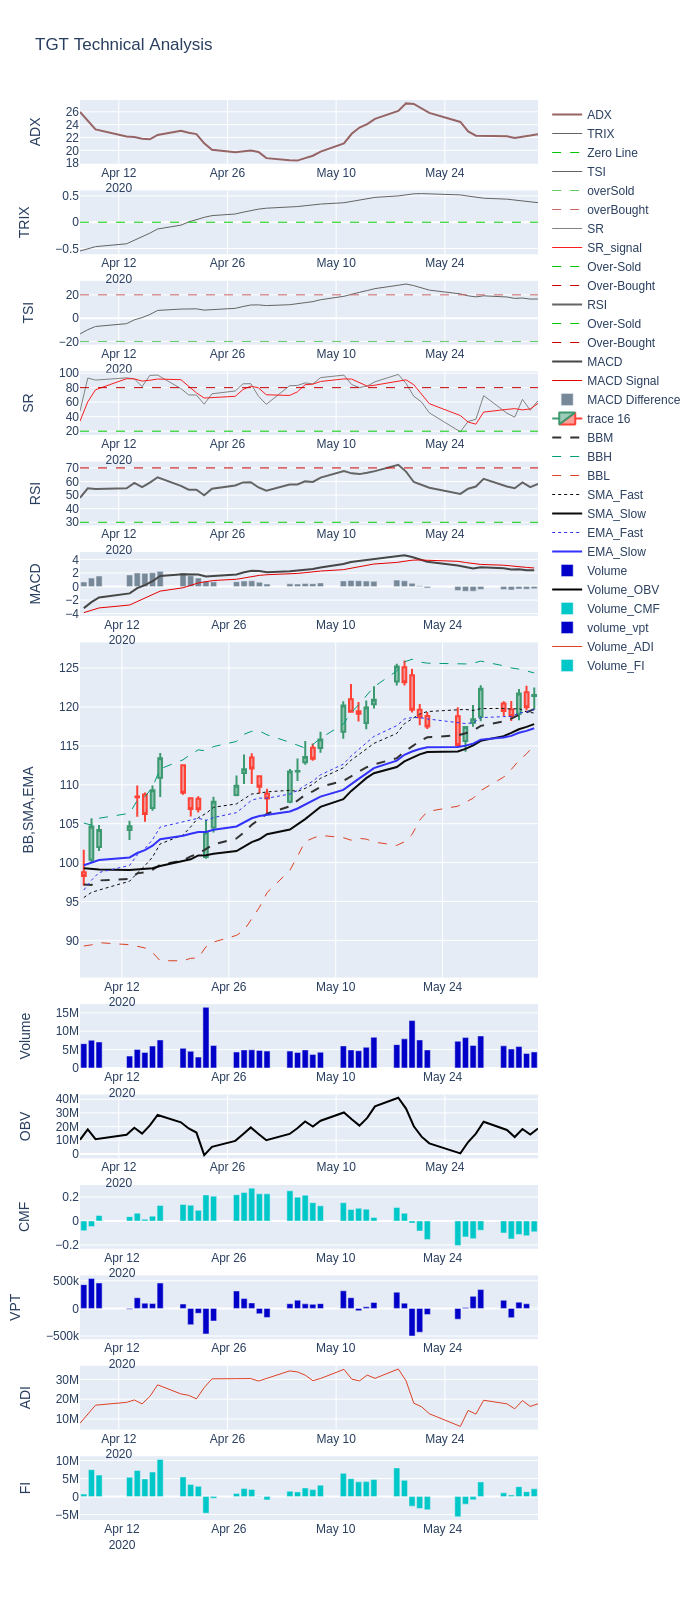 TGT Technical Analysis
ADX
26
24
22
20
18
Apr 12
2020
Apr 26
May 10
May 24
TRIX
0.5
0
−0.5
Apr 12
2020
Apr 26
May 10
May 24
TSI
20
0
−20
Apr 12
2020
Apr 26
May 10
May 24
SR
100
80
60
40
20
Apr 12
2020
Apr 26
May 10
May 24
RSI
70
60
50
40
30
Apr 12
2020
Apr 26
May 10
May 24
MACD
4
2
0
−2
−4
Apr 12
2020
Apr 26
May 10
May 24
BB,SMA,EMA
125
120
115
110
105
100
95
90
Apr 12
2020
Apr 26
May 10
May 24
Volume
15M
10M
5M
0
Apr 12
2020
Apr 26
May 10
May 24
OBV
40M
30M
20M
10M
0
Apr 12
2020
Apr 26
May 10
May 24
CMF
0.2
0
−0.2
Apr 12
2020
Apr 26
May 10
May 24
VPT
500k
0
−500k
Apr 12
2020
Apr 26
May 10
May 24
ADI
30M
20M
10M
Apr 12
2020
Apr 26
May 10
May 24
FI
10M
5M
0
−5M
Apr 12
2020
Apr 26
May 10
May 24
ADX
TRIX
Zero Line
TSI
overSold
overBought
SR
SR_signal
Over-Sold
Over-Bought
RSI
Over-Sold
Over-Bought
MACD
MACD Signal
MACD Difference
trace 16
BBM
BBH
BBL
SMA_Fast
SMA_Slow
EMA_Fast
EMA_Slow
Volume
Volume_OBV
Volume_CMF
volume_vpt
Volume_ADI
Volume_FI